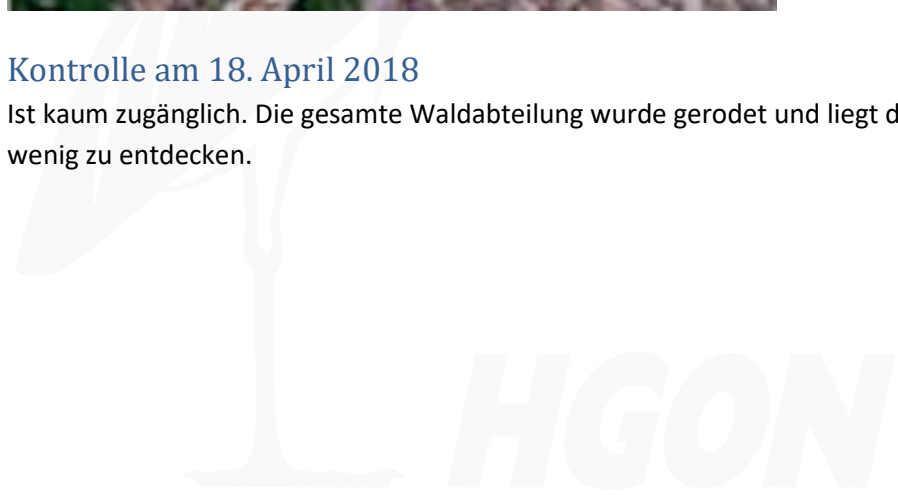 Kontrolle am 18. April 2018
Ist kaum zugänglich. Die gesamte Waldabteilung wurde gerodet und liegt
wenig zu entdecken.
HGON